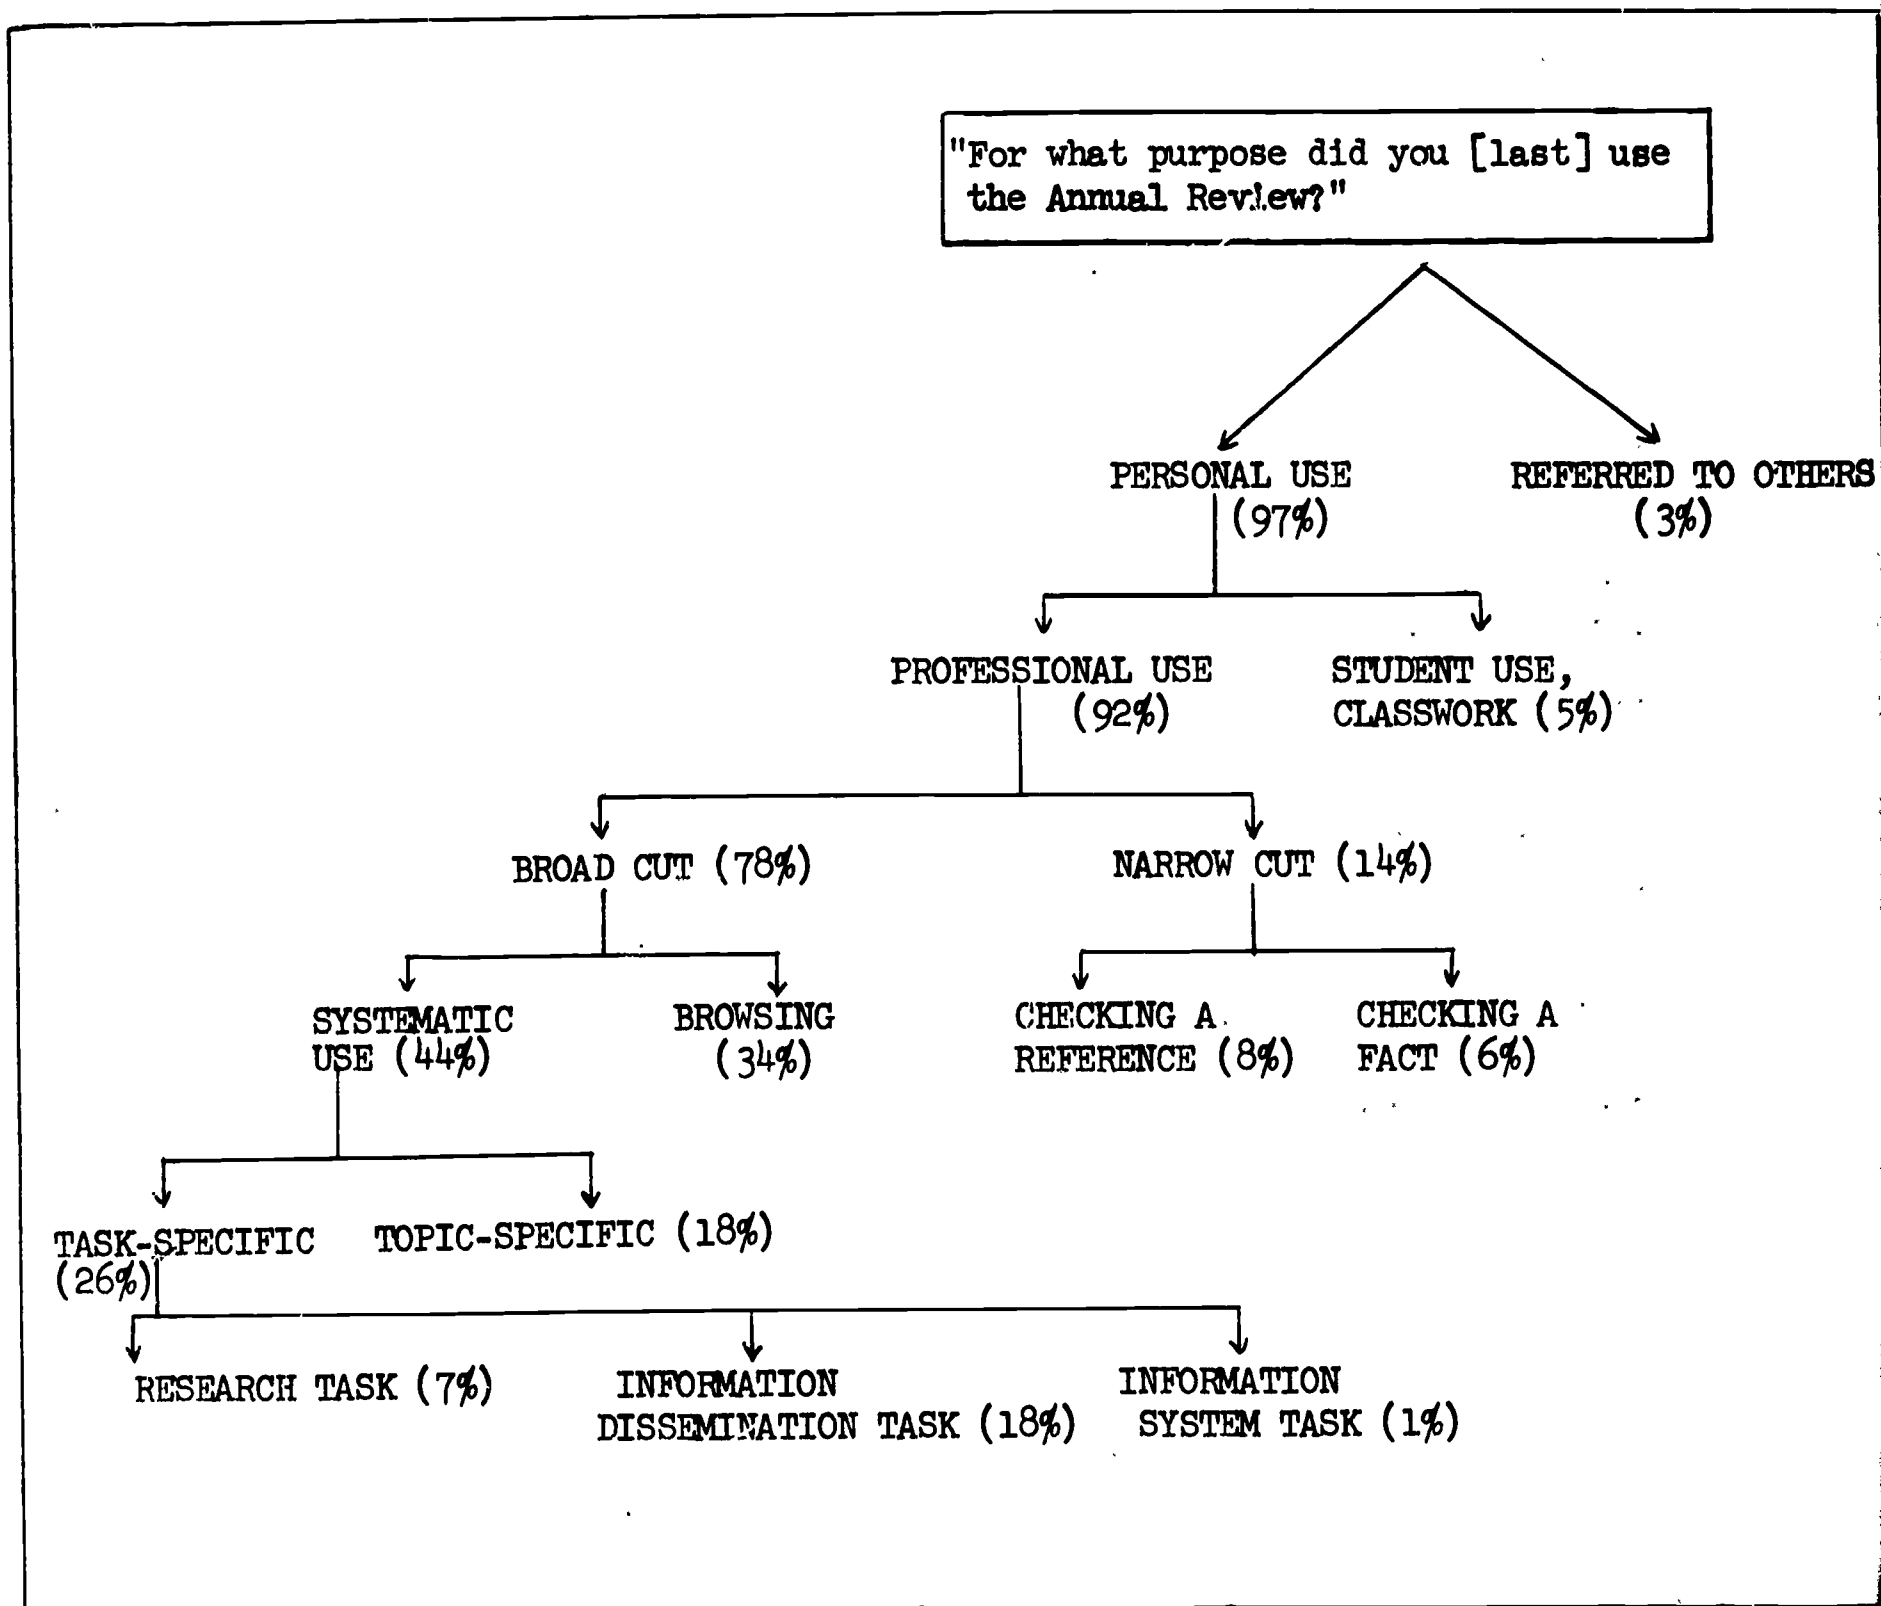 "For what purpose did you [last] use
the Annual Review?"
PERSONAL USE
(97%)
REFERRED TO OTHERS
(3%)
PROFESSIONAL USE
(92%)
STUDENT USE,
CLASSWORK (5%)
BROAD CUT (78%)
NARROW CUT (14%)
SYSTEMATIC
USE (44%)
BROWSING
(34%)
CHECKING A
REFERENCE (8%)
CHECKING A
FACT (6%)
TASK-SPECIFIC
(26%)
TOPIC-SPECIFIC (18%)
RESEARCH TASK (7%)
INFORMATION
DISSEMINATION TASK (18%)
INFORMATION
SYSTEM TASK (1%)